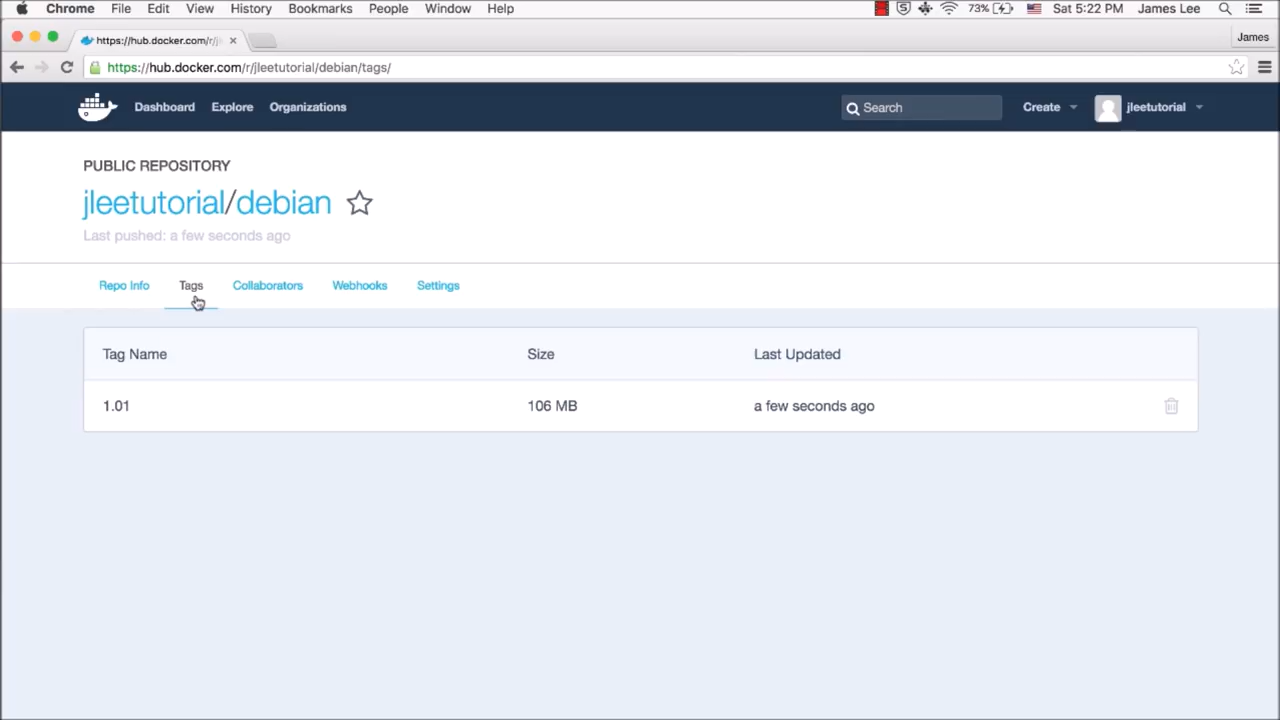 Chrome File Edit View History Bookmarks People Window Help 73% Sat 5:22 PM James Lee
https://hub.docker.com/r/j James
https://hub.docker.com/r/jleetutorial/debian/tags/
Dashboard Explore Organizations Search Create jleetutorial
PUBLIC REPOSITORY
jleetutorial/debian
Last pushed: a few seconds ago
Repo Info Tags Collaborators Webhooks Settings
Tag Name Size Last Updated
1.01 106 MB a few seconds ago